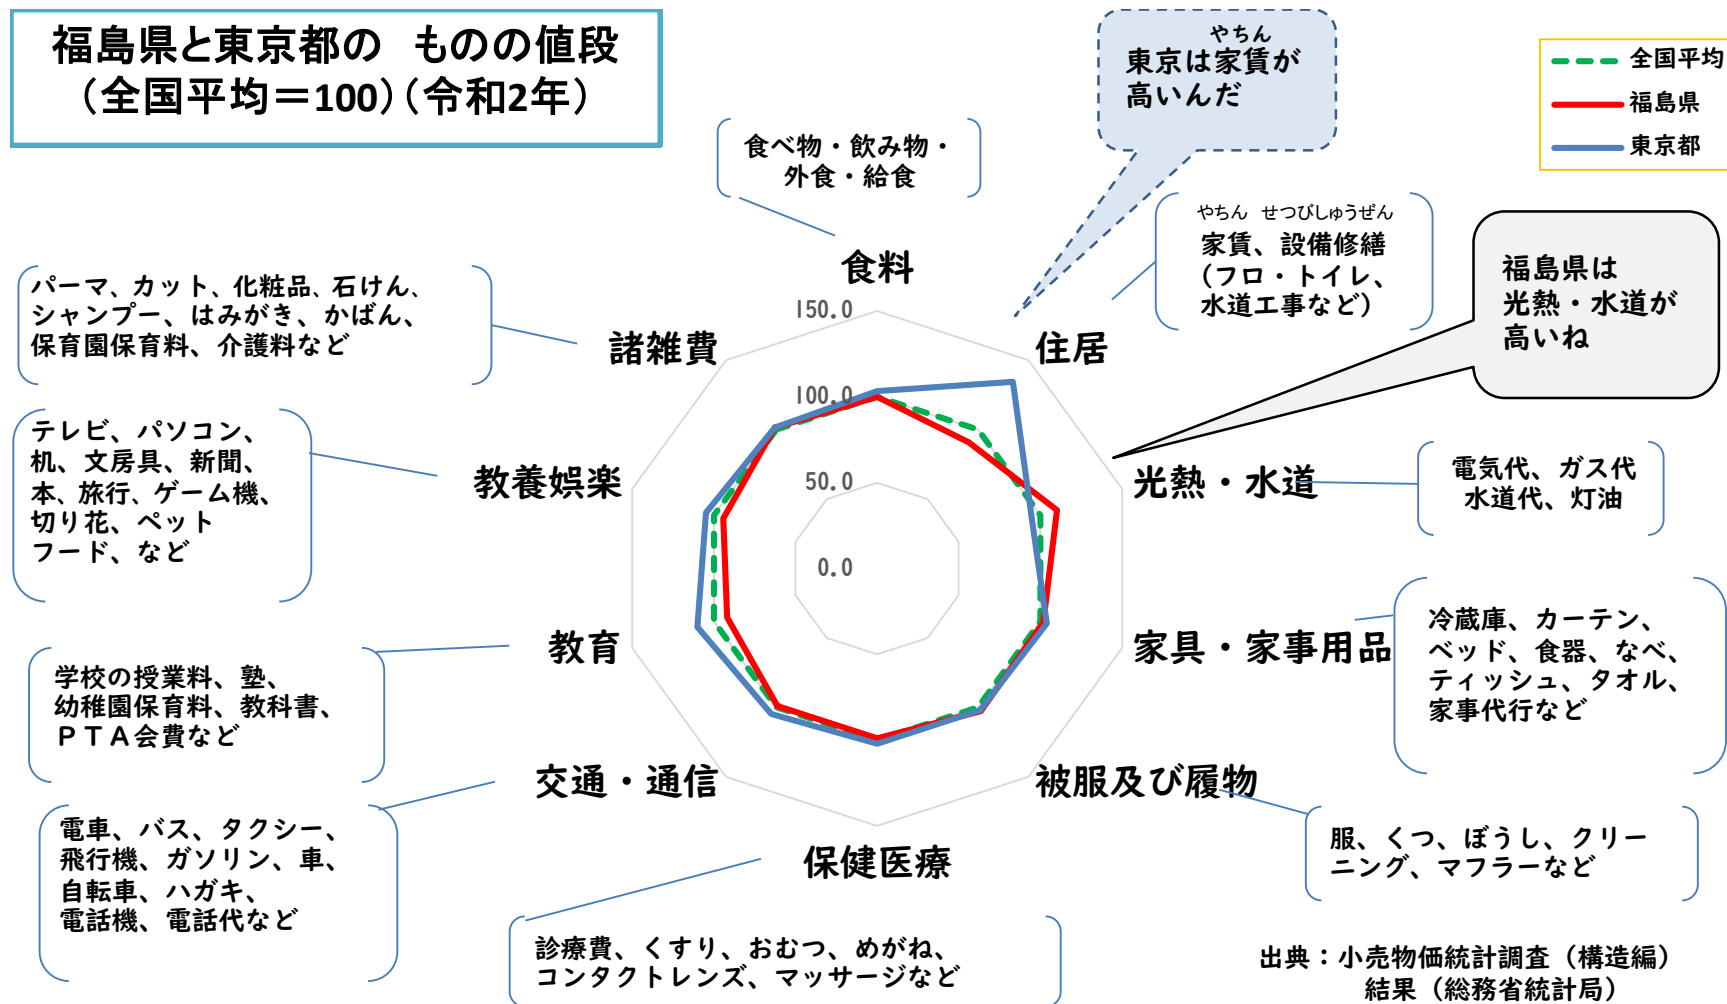 福島県と東京都の　ものの値段
（全国平均＝100）（令和2年）
やちん
東京は家賃が
高いんだ
全国平均
福島県
東京都
食べ物・飲み物・
外食・給食
やちん　せつびしゅうぜん
家賃、設備修繕
（フロ・トイレ、
水道工事など）
福島県は
光熱・水道が
高いね
パーマ、カット、化粧品、石けん、
シャンプー、はみがき、かばん、
保育園保育料、介護料など
食料
住居
光熱・水道
家具・家事用品
被服及び履物
保健医療
交通・通信
教育
教養娯楽
諸雑費
150.0
100.0
50.0
0.0
テレビ、パソコン、
机、文房具、新聞、
本、旅行、ゲーム機、
切り花、ペット
フード、など
電気代、ガス代
水道代、灯油
冷蔵庫、カーテン、
ベッド、食器、なべ、
ティッシュ、タオル、
家事代行など
学校の授業料、塾、
幼稚園保育料、教科書、
ＰＴＡ会費など
電車、バス、タクシー、
飛行機、ガソリン、車、
自転車、ハガキ、
電話機、電話代など
服、くつ、ぼうし、クリー
ニング、マフラーなど
診療費、くすり、おむつ、めがね、
コンタクトレンズ、マッサージなど
出典：小売物価統計調査（構造編）
結果（総務省統計局）